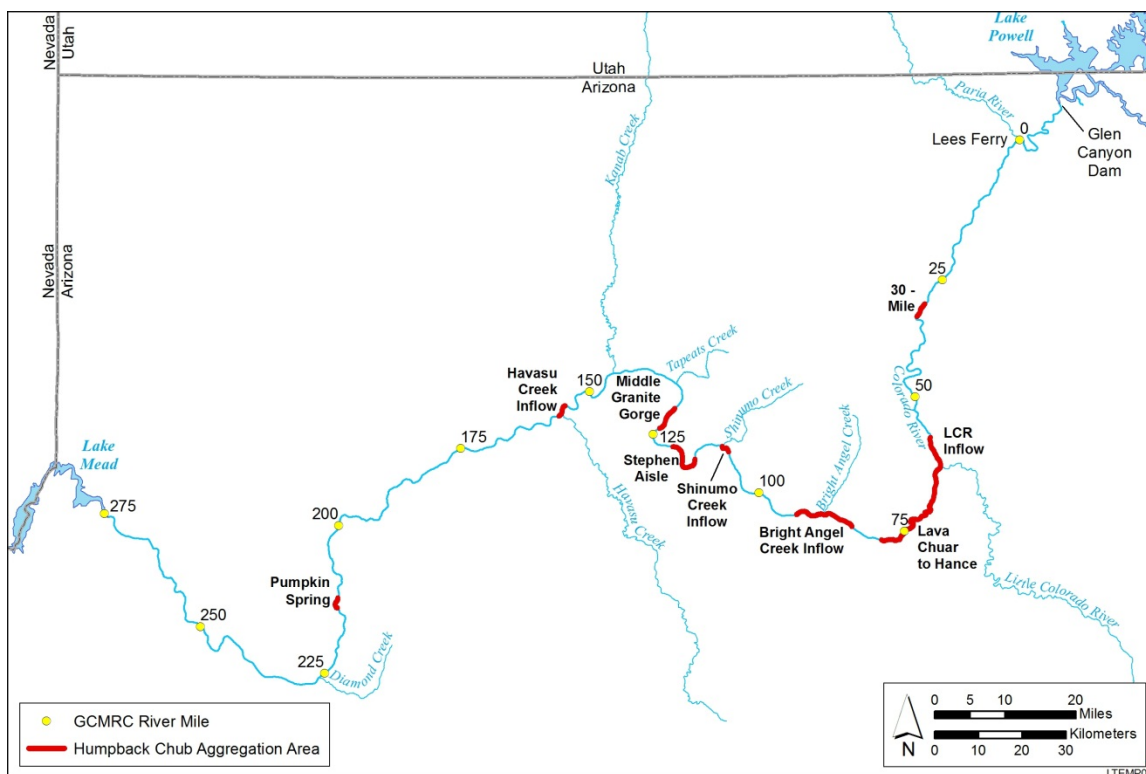 Nevada
Utah
Lake
Powell
Utah
Arizona
Paria River
0
Lees Ferry
Glen
Canyon
Dam
Kanab Creek
Nevada
Arizona
25
30 -
Mile
Tapeats Creek
Havasu
Creek
Inflow
150
Middle
Granite
Gorge
50
Colorado River
Shinumo Creek
LCR
Inflow
Bright Angel Creek
175
125
Stephen
Aisle
Lake
Mead
Shinumo
Creek
Inflow
100
275
200
75
Bright Angel
Creek Inflow
Lava
Chuar
to Hance
Havasu Creek
Little Colorado River
Pumpkin
Spring
250
225
Diamond Creek
GCMRC River Mile
Humpback Chub Aggregation Area
N
0 5 10 20
Miles
Kilometers
0 10 20 30